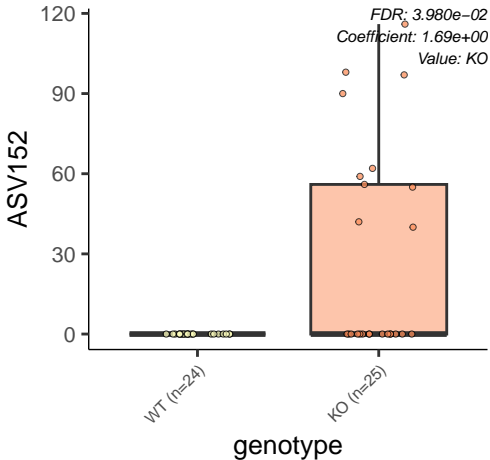 FDR: 3.980e−02
Coefficient: 1.69e+00
Value: KO
120
90
60
30
0
ASV152
WT (n=24)
KO (n=25)
genotype